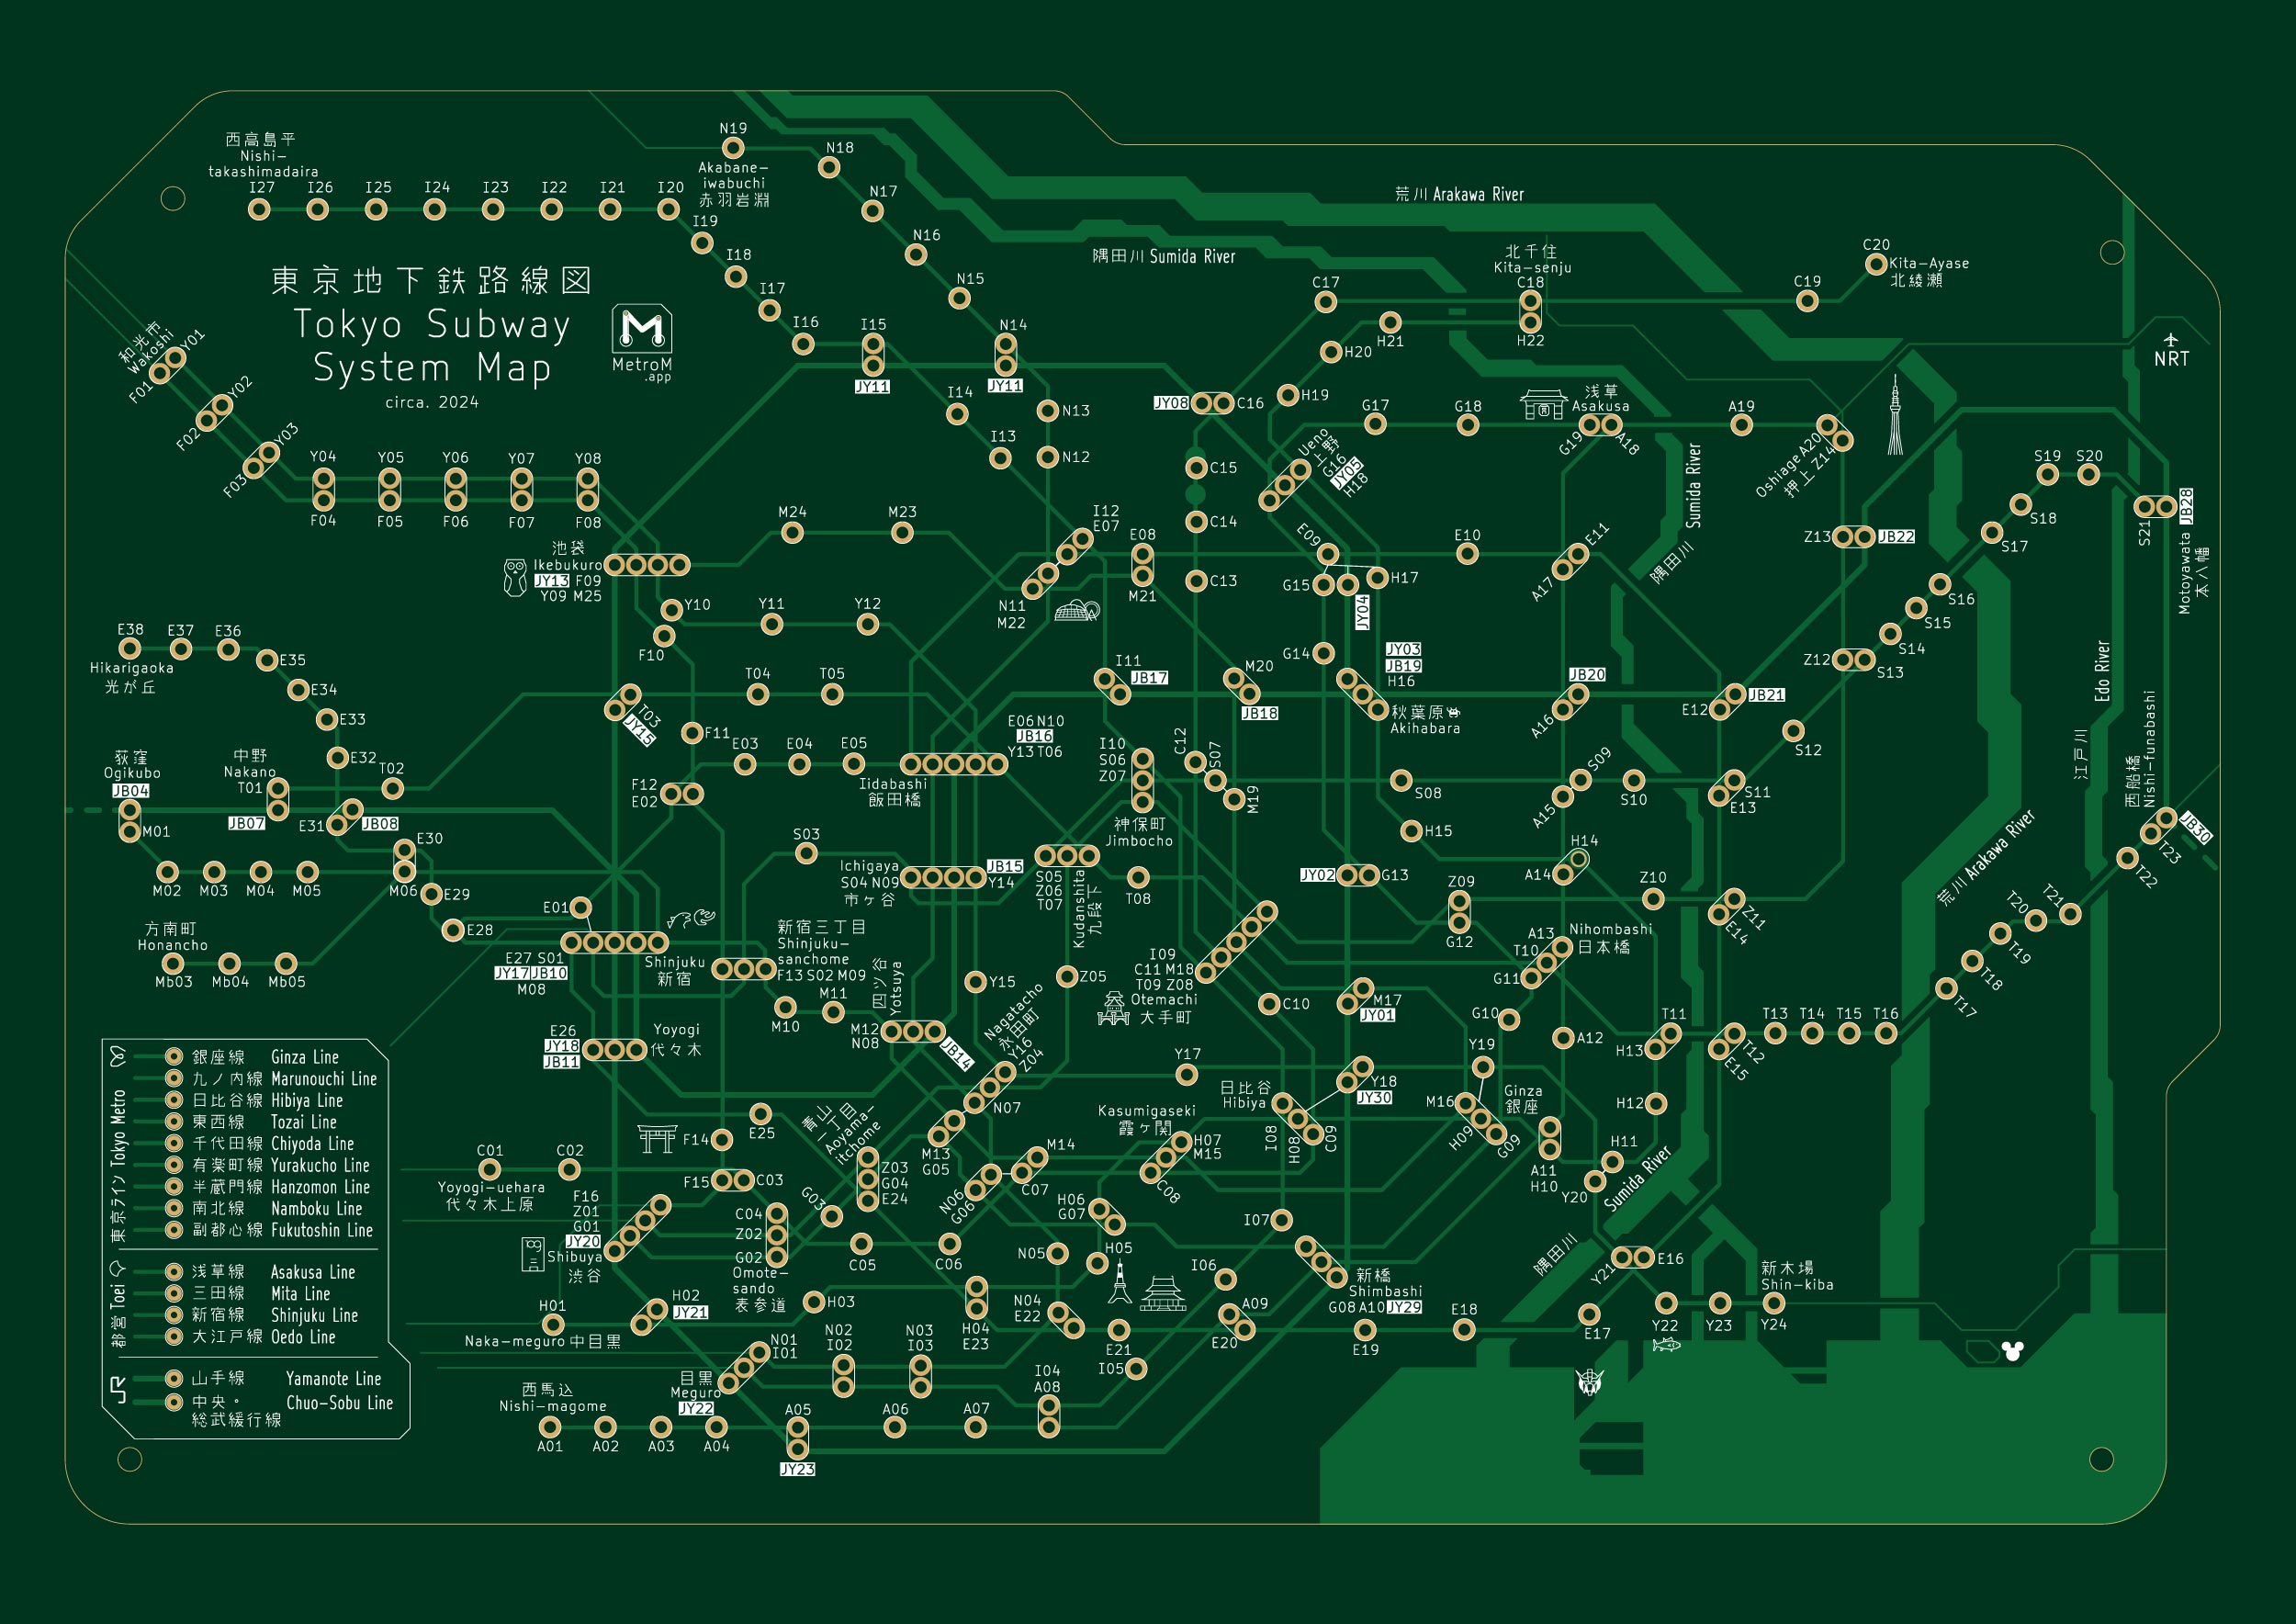 東京地下鉄路線図
Tokyo Subway
System Map
circa. 2024
MetroM
.app
西高島平
Nishi-
takashimadaira
I27 I26 I25 I24 I23 I22 I21 I20
I19
I18
I17
I16
I15
JY11
I14
I13
N19
Akabane-
iwabuchi
赤羽岩淵
N18
N17
N16
N15
N14
JY11
N13
N12
荒川 Arakawa River
隅田川 Sumida River
北千住
Kita-senju
C17
C18
C19
C20
Kita-Ayase
北綾瀬
H22
H21
H20
H19
NRT
和光市
Wakoshi
Y01
F01
Y02
F02
Y03
F03
Y04 Y05 Y06 Y07 Y08
F04 F05 F06 F07 F08
JY08
C16
G17
G18
浅草
Asakusa
G19
A18
A19
Oshiage A20
押上 Z14
Ueno
上野
G16
JY05
H18
C15
C14
C13
Sumida River
隅田川
S19
S20
S18
S17
S16
S15
S14
S13
S21
JB28
Motoyawata
本八幡
M24
M23
池袋
Ikebukuro
JY13 F09
Y09 M25
I12
E07
N11
M22
E08
M21
E09
G15
JY04
H17
E10
E11
A17
Z13
JB22
Z12
Y10
F10
Y11
Y12
E38
Hikarigaoka
光が丘
E37
E36
E35
E34
E33
E32
T03
JY15
T04
T05
F11
I11
JB17
M20
JB18
G14
JY03
JB19
H16
秋葉原
Akihabara
JB20
A16
JB21
E12
S12
Edo River
江戸川
荻窪
Ogikubo
JB04
M01
中野
Nakano
T01
JB07
T02
E31
JB08
E30
M06
M02 M03 M04 M05
E29
E28
F12
E02
E03
E04
E05
E06 N10
JB16
Y13 T06
Iidabashi
飯田橋
I10
S06
Z07
神保町
Jimbocho
C12
S07
M19
S08
S09
A15
S10
S11
E13
H15
H14
A14
西船橋
Nishi-funabashi
JB30
T23
T22
T21
T20
T19
T18
T17
荒川 Arakawa River
方南町
Honancho
Mb03 Mb04 Mb05
E01
S03
Ichigaya
S04 N09
市ヶ谷
JB15
Y14
S05
Z06
T07
Kudanshita
九段下
T08
JY02
G13
Z09
G12
Z10
Z11
E14
E27 S01
JY17 JB10
M08
Shinjuku
新宿
新宿三丁目
Shinjuku-
sanchome
F13 S02 M09
M10
M11
四ツ谷
Yotsuya
M12
N08
JB14
Y15
Z05
I09
C11 M18
T09 Z08
Otemachi
大手町
C10
M17
JY01
Nihombashi
日本橋
A13
T10
G11
G10
A12
T11
H13
T12
E15
T13 T14 T15 T16
E26
JY18
JB11
Yoyogi
代々木
Nagatacho
永田町
Y16
Z04
N07
Y17
Y18
JY30
Y19
日比谷
Hibiya
I08
H08
C09
M16
H09
G09
Ginza
銀座
H12
H11
A11
H10
Y20
Sumida River
隅田川
E25
F14
青山
一丁目
Aoyama-
itchome
Z03
G04
E24
M13
G05
Kasumigaseki
霞ヶ関
H07
M15
C08
M14
C07
N06
G06
C01
C02
Yoyogi-uehara
代々木上原
F15
C03
F16
Z01
G01
JY20
Shibuya
渋谷
C04
Z02
G02
Omote-
sando
表参道
G03
C05
C06
H06
G07
H05
N05
I07
I06
新橋
Shimbashi
G08 A10 JY29
Y21
E16
E17
新木場
Shin-kiba
Y22 Y23 Y24
H01
H02
JY21
Naka-meguro 中目黒
H03
H04
E23
N04
E22
E21
A09
E20
E19
E18
N01
I01
N02
I02
N03
I03
I04
A08
I05
目黒
Meguro
JY22
西馬込
Nishi-magome
A01 A02 A03 A04
A05
JY23
A06
A07
東京ライン Tokyo Metro
銀座線 Ginza Line
九ノ内線 Marunouchi Line
日比谷線 Hibiya Line
東西線 Tozai Line
千代田線 Chiyoda Line
有楽町線 Yurakucho Line
半蔵門線 Hanzomon Line
南北線 Namboku Line
副都心線 Fukutoshin Line
都営 Toei
浅草線 Asakusa Line
三田線 Mita Line
新宿線 Shinjuku Line
大江戸線 Oedo Line
山手線 Yamanote Line
中央・ Chuo-Sobu Line
総武緩行線